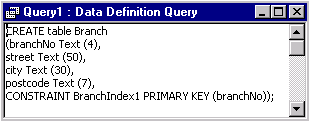 Query1 : Data Definition Query
CREATE table Branch
(branchNo Text (4),
street Text (50),
city Text (30),
postcode Text (7),
CONSTRAINT BranchIndex1 PRIMARY KEY (branchNo));